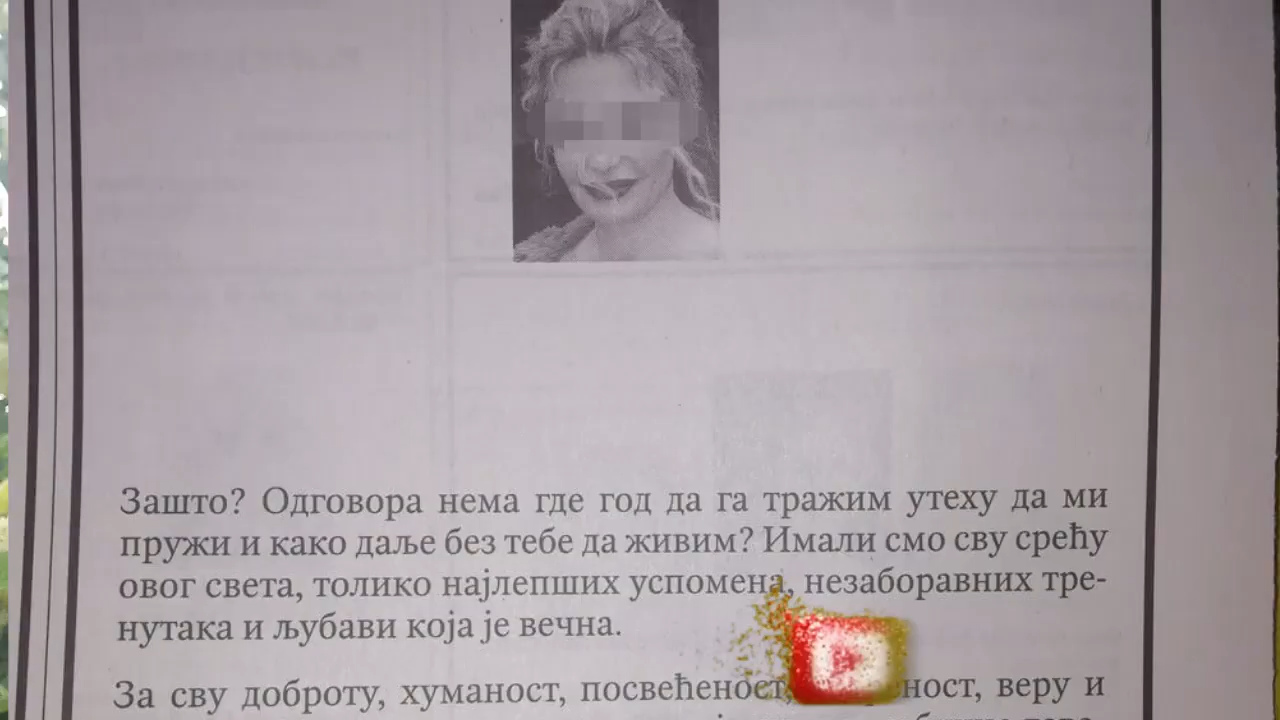 Зашто? Одговора нема где год да га тражим утеху да ми
пружи и како даље без тебе да живим? Имали смо сву срећу
овог света, толико најлепших успомена, незаборавних тре-
нутака и љубави која је вечна.
За сву доброту, хуманост, посвећеност, веру и